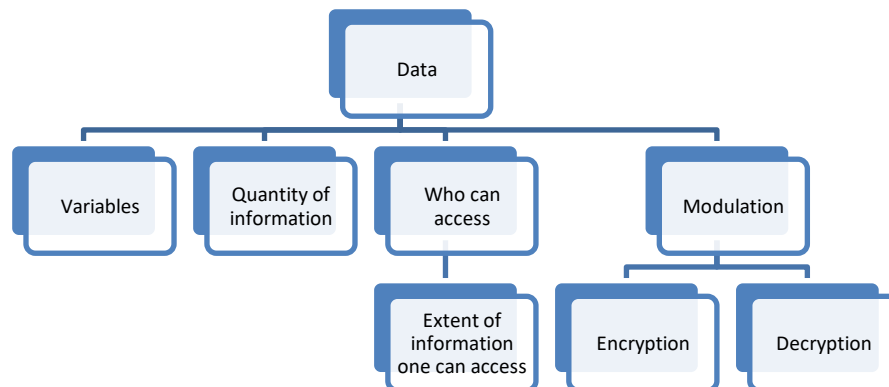 Data
Variables
Quantity of
information
Who can
access
Modulation
Extent of
information
one can access
Encryption
Decryption